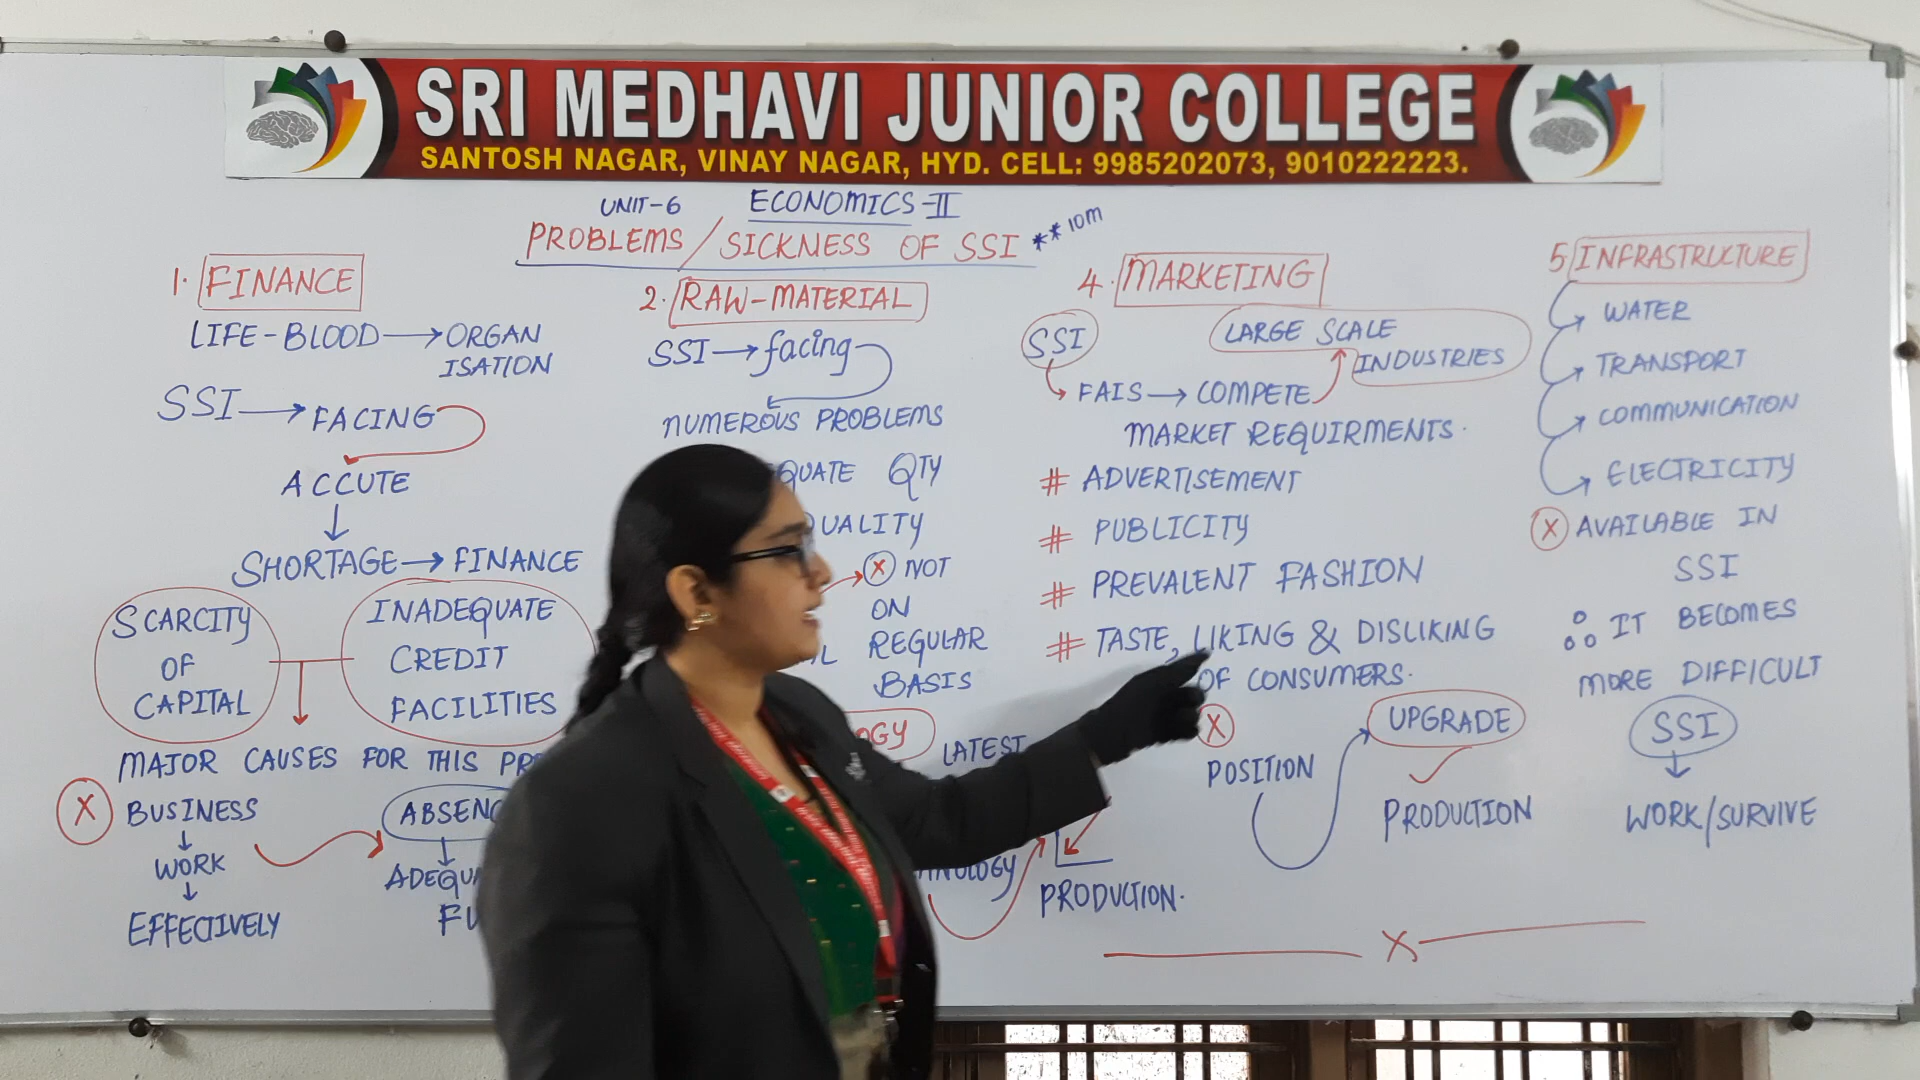 SRI MEDHAVI JUNIOR COLLEGE
SANTOSH NAGAR, VINAY NAGAR, HYD. CELL: 9985202073, 9010222223.
UNIT-6 ECONOMICS-II
PROBLEMS / SICKNESS OF SSI **10M
1. FINANCE
LIFE-BLOOD → ORGAN
ISATION
SSI → FACING
ACCUTE
↓
SHORTAGE → FINANCE
SCARCITY
OF
CAPITAL
INADEQUATE
CREDIT
FACILITIES
MAJOR CAUSES FOR THIS
X BUSINESS
↓
WORK
↓
EFFECTIVELY
2. RAW-MATERIAL
SSI → facing
NUMEROUS PROBLEMS
QTY
X NOT
ON
REGULAR
BASIS
LATEST
PRODUCTION.
4. MARKETING
SSI
LARGE SCALE
INDUSTRIES
FAIS → COMPETE
MARKET REQUIRMENTS.
# ADVERTISEMENT
# PUBLICITY
# PREVALENT FASHION
# TASTE, LIKING & DISLIKING
OF CONSUMERS.
X
POSITION
UPGRADE
PRODUCTION
X
5 INFRASTRUCTURE
WATER
TRANSPORT
COMMUNICATION
ELECTRICITY
X AVAILABLE IN
SSI
∴ IT BECOMES
MORE DIFFICULT
SSI
↓
WORK/SURVIVE